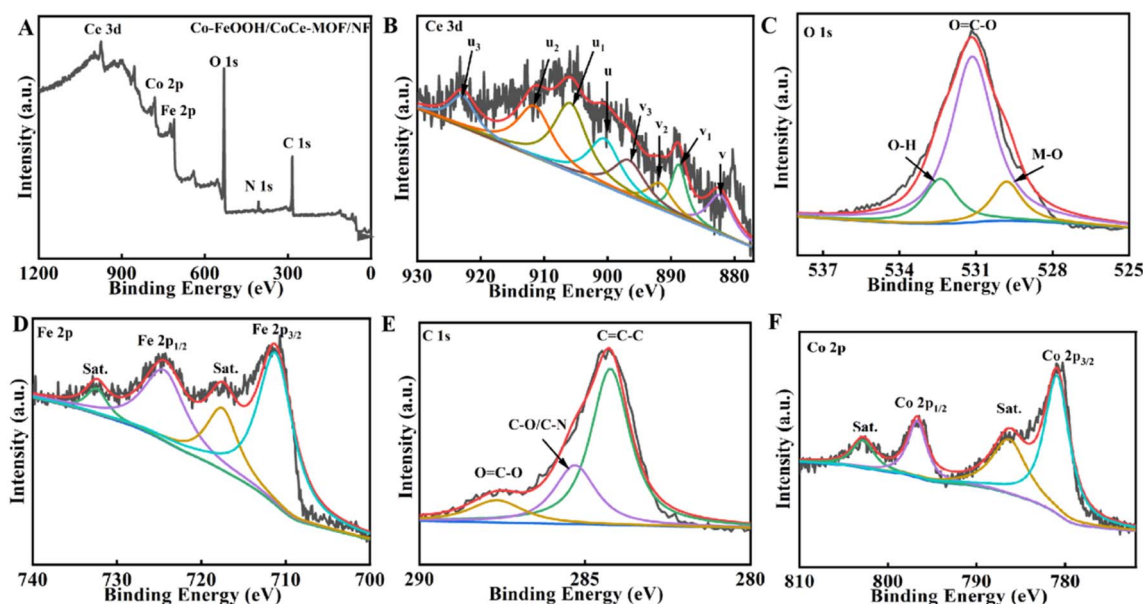 A
Ce 3d
Co-FeOOH/CoCe-MOF/NF
O 1s
Co 2p
Fe 2p
C 1s
N 1s
Intensity (a.u.)
1200 900 600 300 0
Binding Energy (eV)
B
Ce 3d
u₃
u₂
u₁
u
v₃
v₂
v₁
v
Intensity (a.u.)
930 920 910 900 890 880
Binding Energy (eV)
C
O 1s
O=C-O
O-H
M-O
Intensity (a.u.)
537 534 531 528 525
Binding Energy (eV)
D
Fe 2p
Fe 2p₃/₂
Fe 2p₁/₂
Sat.
Sat.
Intensity (a.u.)
740 730 720 710 700
Binding Energy (eV)
E
C 1s
C=C-C
C-O/C-N
O=C-O
Intensity (a.u.)
290 285 280
Binding Energy (eV)
F
Co 2p
Co 2p₃/₂
Co 2p₁/₂
Sat.
Sat.
Intensity (a.u.)
810 800 790 780
Binding Energy (eV)